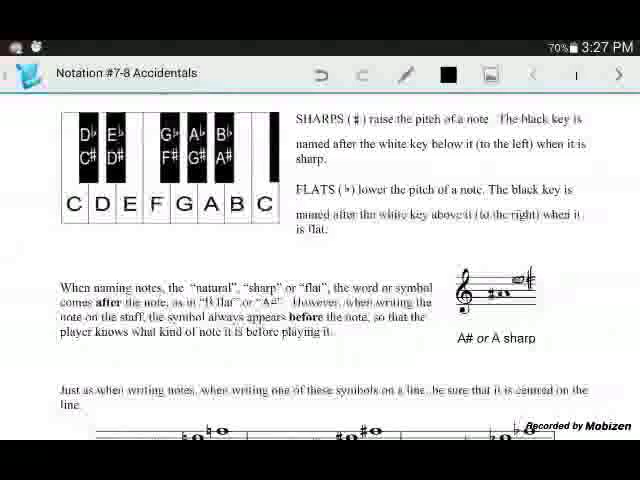 70% 3:27 PM
Notation #7-8 Accidentals
1
D♭ E♭ G♭ A♭ B♭
C# D# F# G# A#
C D E F G A B C
SHARPS (♯) raise the pitch of a note  The black key is
named after the white key below it (to the left) when it is
sharp.
FLATS (♭) lower the pitch of a note. The black key is
named after the white key above it (to the right) when it
is flat.
When naming notes, the "natural", "sharp" or "flat", the word or symbol
comes after the note, as in "B flat" or "A#"  However, when writing the
note on the staff, the symbol always appears before the note, so that the
player knows what kind of note it is before playing it.
A# or A sharp
Just as when writing notes, when writing one of these symbols on a line, be sure that it is centred on the
line.
Recorded by Mobizen